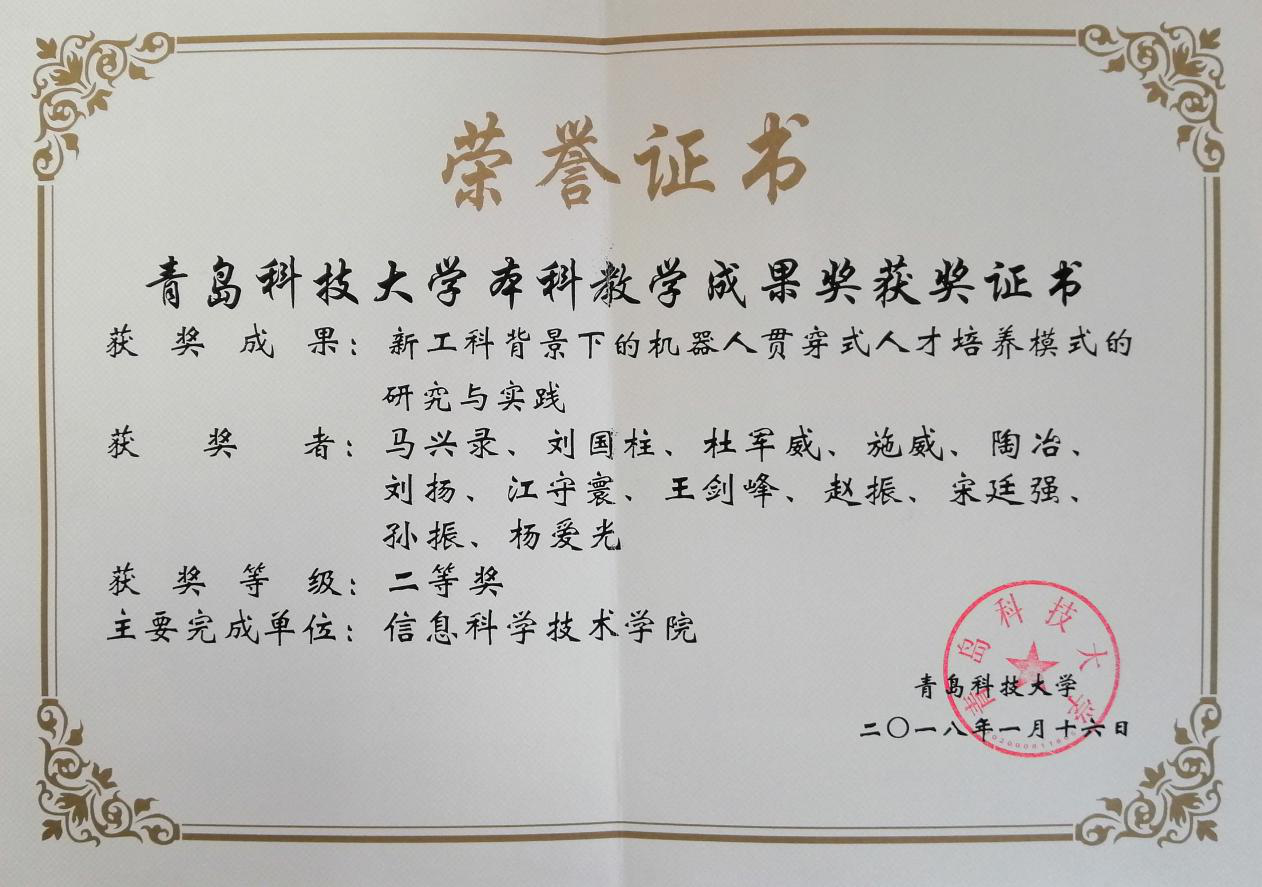 荣誉证书
青岛科技大学本科教学成果奖获奖证书
获奖成果：新工科背景下的机器人贯穿式人才培养模式的
研究与实践
获奖者：马兴录、刘国柱、杜军威、施威、陶冶、
刘扬、江守寰、王剑峰、赵振、宋廷强、
孙振、杨爱光
获奖等级：二等奖
主要完成单位：信息科学技术学院
青岛科技大学
青岛科技大学
二〇一八年一月十六日